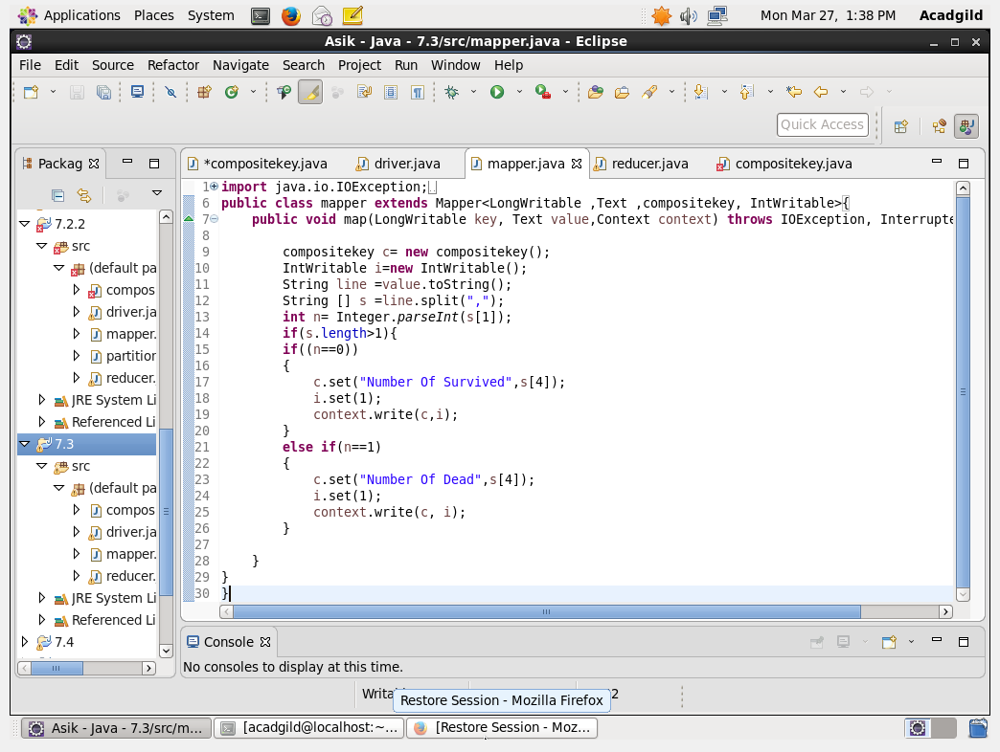 Applications Places System Mon Mar 27, 1:38 PM Acadgild
Asik - Java - 7.3/src/mapper.java - Eclipse
File Edit Source Refactor Navigate Search Project Run Window Help
Quick Access
Packag *compositekey.java driver.java mapper.java reducer.java compositekey.java
7.2.2
src
(default pa
compos
driver.ja
mapper.
partition
reducer.
JRE System Li
Referenced Li
7.3
src
(default pa
compos
driver.ja
mapper.
reducer.
JRE System Li
Referenced Li
7.4
1 import java.io.IOException;
6 public class mapper extends Mapper<LongWritable ,Text ,compositekey, IntWritable>{
7 public void map(LongWritable key, Text value,Context context) throws IOException, Interrupte
8
9 compositekey c= new compositekey();
10 IntWritable i=new IntWritable();
11 String line =value.toString();
12 String [] s =line.split(",");
13 int n= Integer.parseInt(s[1]);
14 if(s.length>1){
15 if((n==0))
16 {
17 c.set("Number Of Survived",s[4]);
18 i.set(1);
19 context.write(c,i);
20 }
21 else if(n==1)
22 {
23 c.set("Number Of Dead",s[4]);
24 i.set(1);
25 context.write(c, i);
26 }
27
28 }
29 }
30 }
Console
No consoles to display at this time.
Restore Session - Mozilla Firefox
Asik - Java - 7.3/src/m... [acadgild@localhost:~... [Restore Session - Moz...